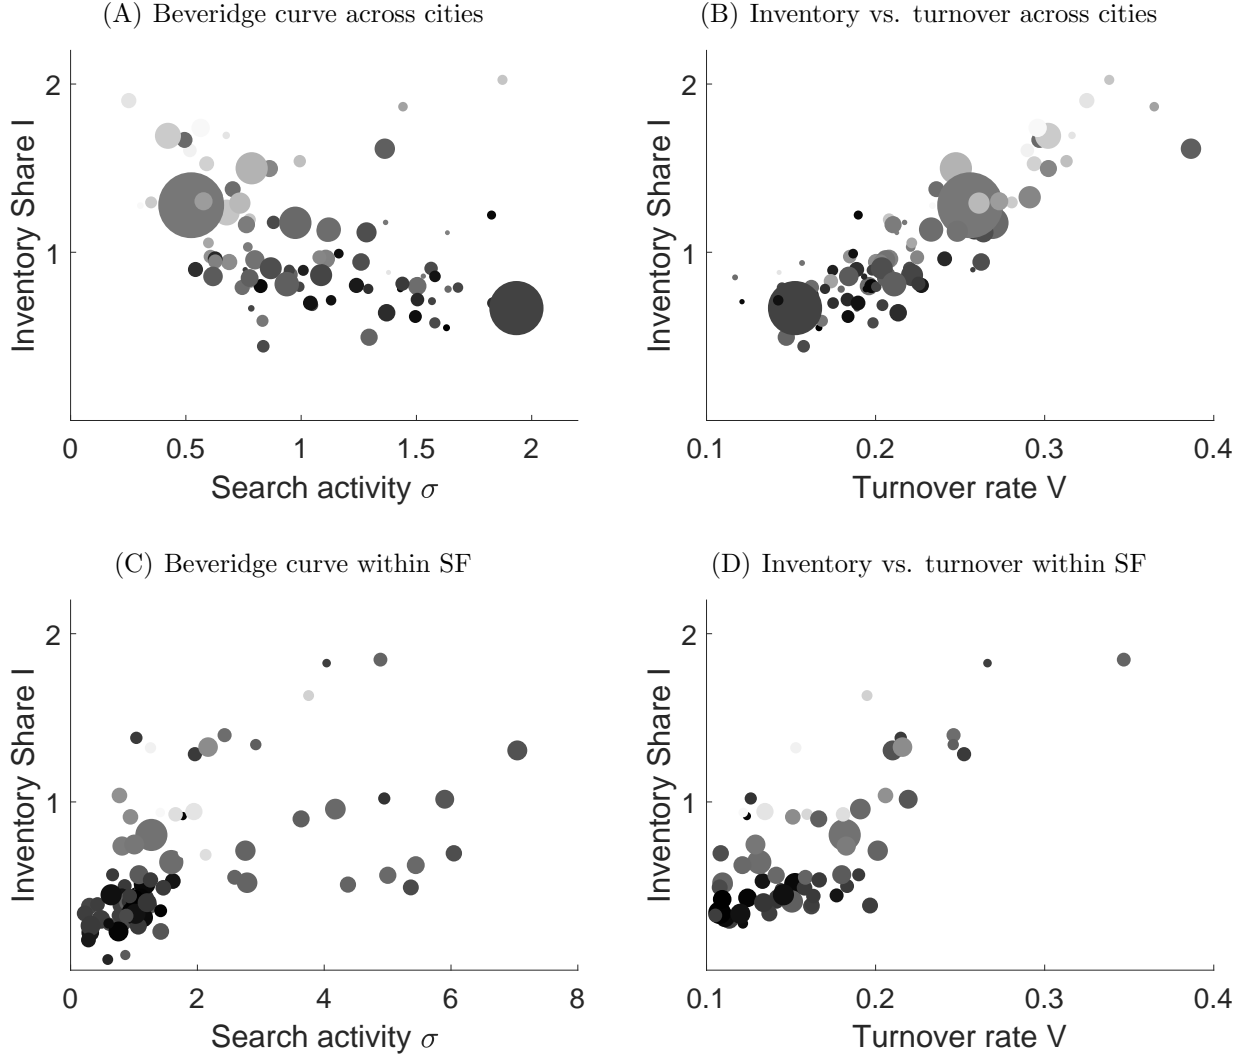 (A) Beveridge curve across cities
2
1
Inventory Share I
0
0.5
1
1.5
2
Search activity σ
(B) Inventory vs. turnover across cities
2
1
Inventory Share I
0.1
0.2
0.3
0.4
Turnover rate V
(C) Beveridge curve within SF
2
1
Inventory Share I
0
2
4
6
8
Search activity σ
(D) Inventory vs. turnover within SF
2
1
Inventory Share I
0.1
0.2
0.3
0.4
Turnover rate V